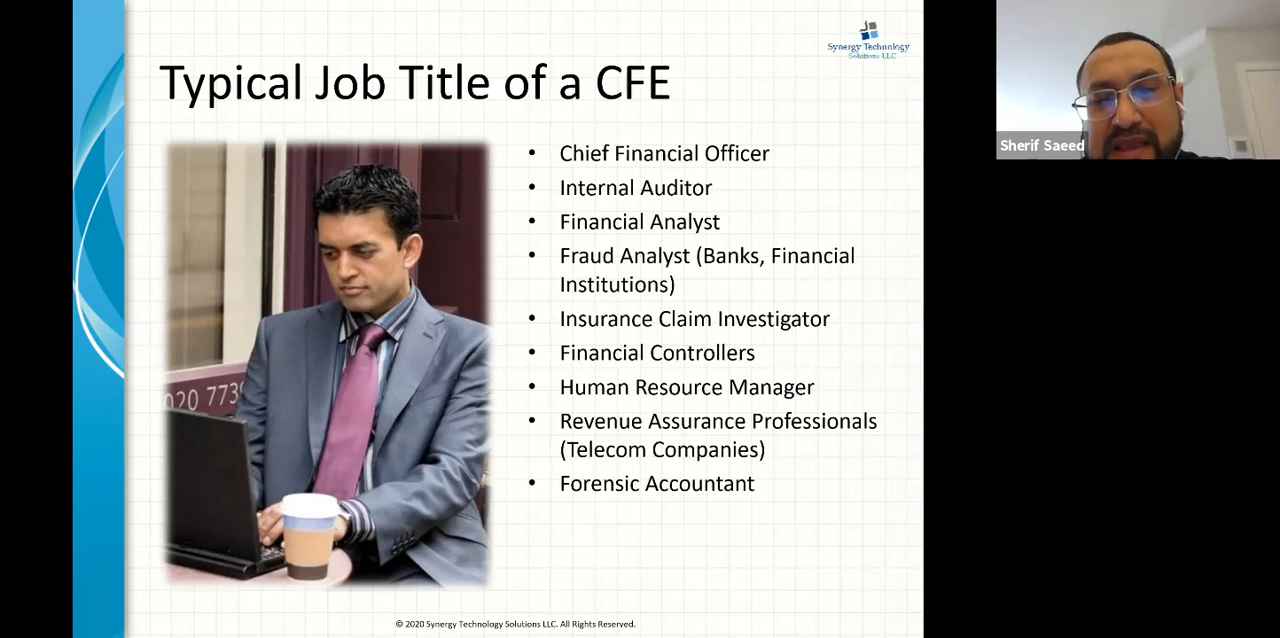 Synergy Technology
Solutions LLC
Typical Job Title of a CFE
Sherif Saeed
• Chief Financial Officer
• Internal Auditor
• Financial Analyst
• Fraud Analyst (Banks, Financial
Institutions)
• Insurance Claim Investigator
• Financial Controllers
• Human Resource Manager
• Revenue Assurance Professionals
(Telecom Companies)
• Forensic Accountant
020 773
© 2020 Synergy Technology Solutions LLC. All Rights Reserved.